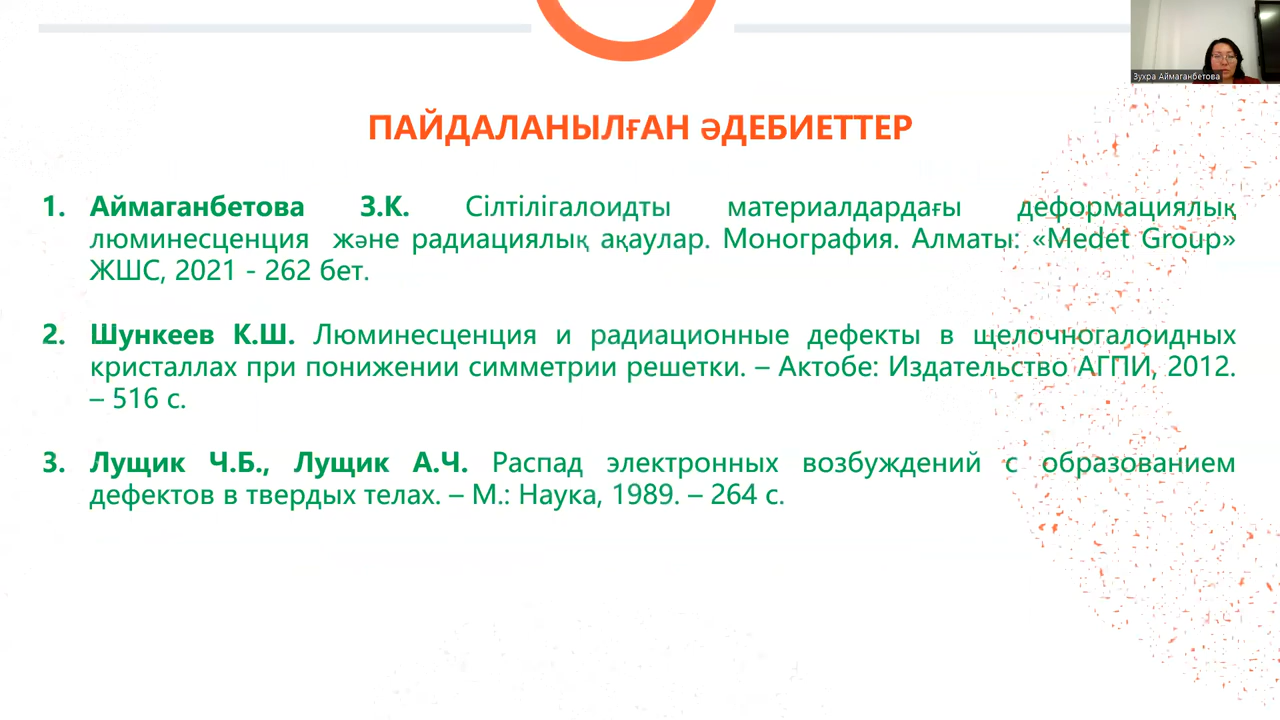 Зухра Аймаганбетова
ПАЙДАЛАНЫЛҒАН ӘДЕБИЕТТЕР
1. Аймаганбетова З.К. Сілтілігалоидты материалдардағы деформациялық
люминесценция және радиациялық ақаулар. Монография. Алматы: «Medet Group»
ЖШС, 2021 - 262 бет.
2. Шункеев К.Ш. Люминесценция и радиационные дефекты в щелочногалоидных
кристаллах при понижении симметрии решетки. – Актобе: Издательство АГПИ, 2012.
– 516 с.
3. Лущик Ч.Б., Лущик А.Ч. Распад электронных возбуждений с образованием
дефектов в твердых телах. – М.: Наука, 1989. – 264 с.